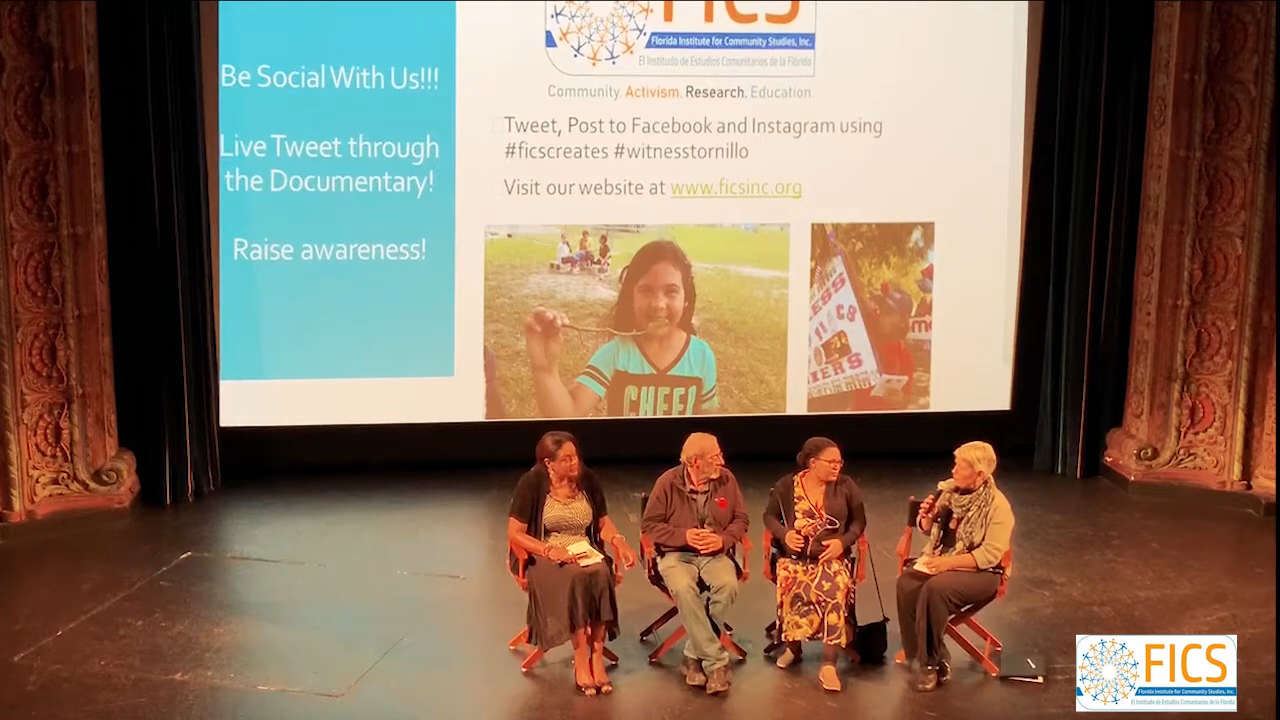 Be Social With Us!!!
Live Tweet through
the Documentary!
Raise awareness!
FICS
Florida Institute for Community Studies, Inc.
El Instituto de Estudios Comunitarios de la Florida
Community. Activism. Research. Education.
Tweet, Post to Facebook and Instagram using
#ficscreates #witnesstornillo
Visit our website at www.ficsinc.org
CHEE
FICS
Florida Institute for Community Studies, Inc.
El Instituto de Estudios Comunitarios de la Florida